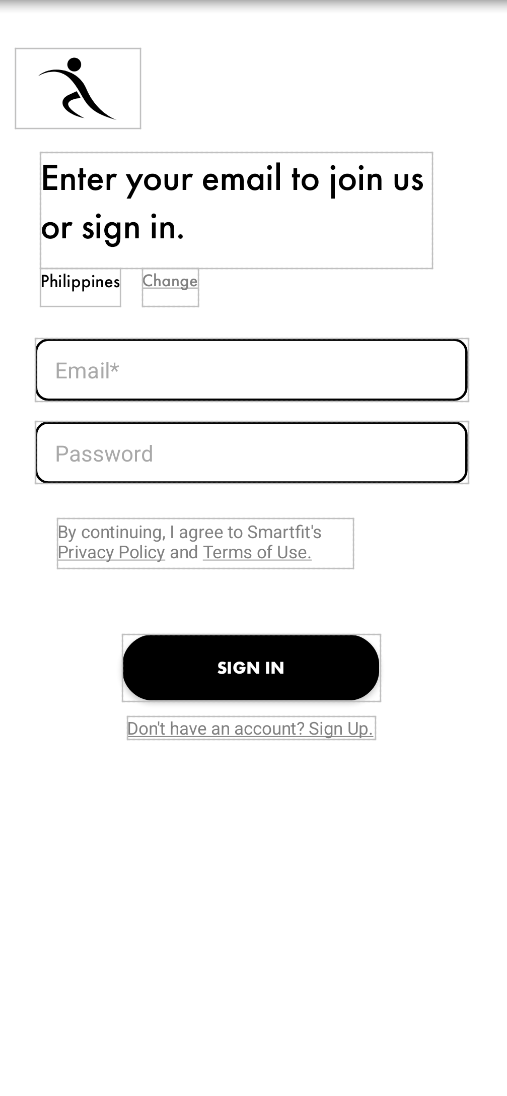 Enter your email to join us
or sign in.
Philippines Change
Email*
Password
By continuing, I agree to Smartfit's
Privacy Policy and Terms of Use.
SIGN IN
Don't have an account? Sign Up.